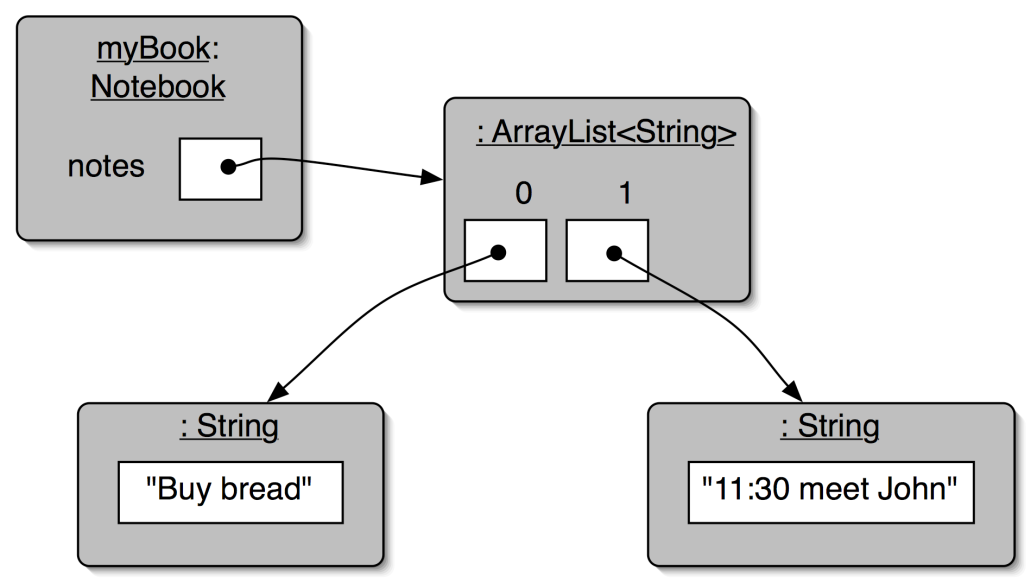 myBook:
Notebook
notes
: ArrayList<String>
0 1
: String
"Buy bread"
: String
"11:30 meet John"